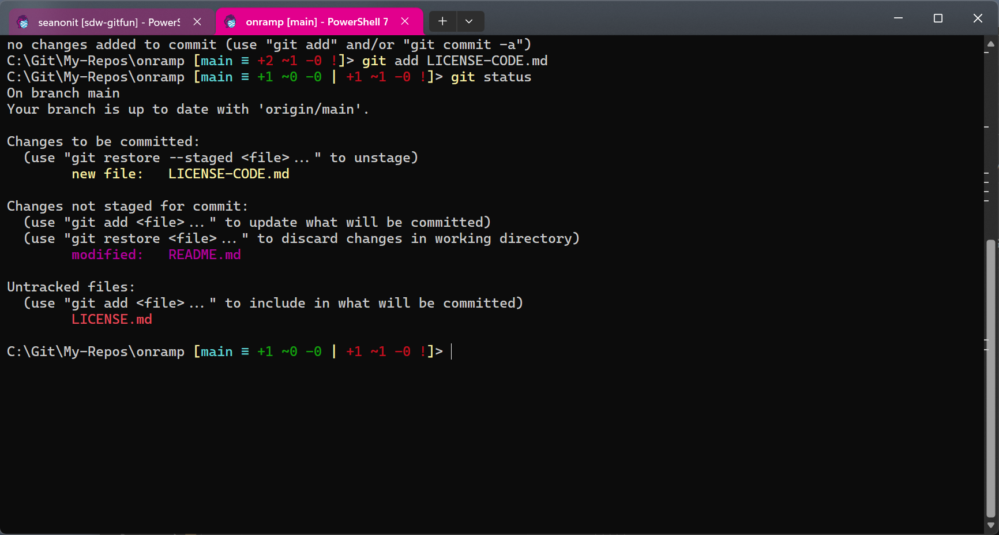 seanonit [sdw-gitfun] - PowerS
onramp [main] - PowerShell 7
no changes added to commit (use "git add" and/or "git commit -a")
C:\Git\My-Repos\onramp [main ≡ +2 ~1 -0 !]> git add LICENSE-CODE.md
C:\Git\My-Repos\onramp [main ≡ +1 ~0 -0 | +1 ~1 -0 !]> git status
On branch main
Your branch is up to date with 'origin/main'.
Changes to be committed:
  (use "git restore --staged <file>..." to unstage)
        new file:   LICENSE-CODE.md
Changes not staged for commit:
  (use "git add <file>..." to update what will be committed)
  (use "git restore <file>..." to discard changes in working directory)
        modified:   README.md
Untracked files:
  (use "git add <file>..." to include in what will be committed)
        LICENSE.md
C:\Git\My-Repos\onramp [main ≡ +1 ~0 -0 | +1 ~1 -0 !]>